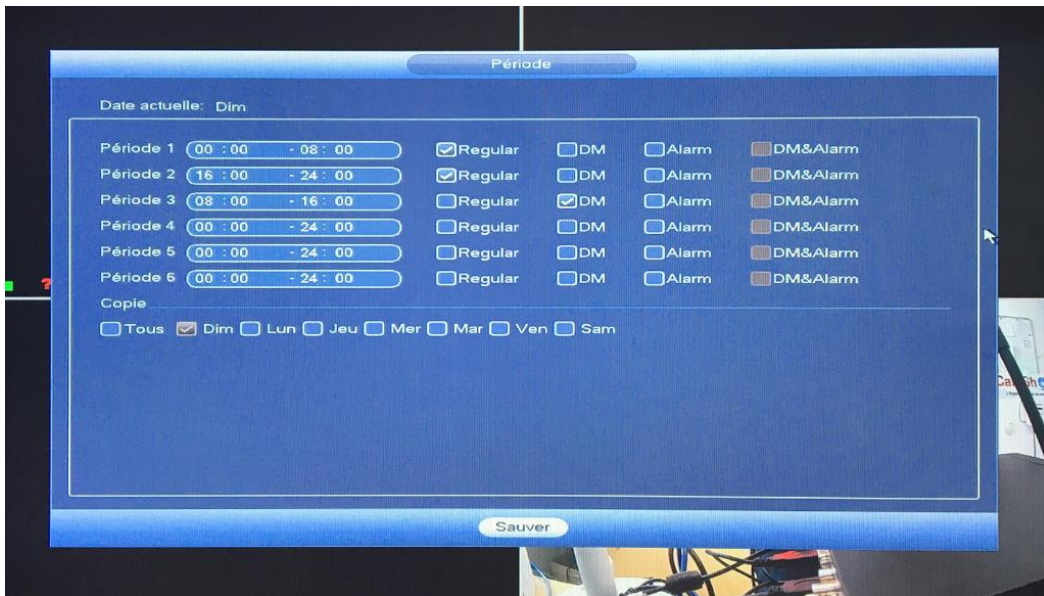 Période
Date actuelle: Dim
Période 1 00 : 00 - 08 : 00 Regular DM Alarm DM&Alarm
Période 2 16 : 00 - 24 : 00 Regular DM Alarm DM&Alarm
Période 3 08 : 00 - 16 : 00 Regular DM Alarm DM&Alarm
Période 4 00 : 00 - 24 : 00 Regular DM Alarm DM&Alarm
Période 5 00 : 00 - 24 : 00 Regular DM Alarm DM&Alarm
Période 6 00 : 00 - 24 : 00 Regular DM Alarm DM&Alarm
?
Copie
Tous Dim Lun Jeu Mer Mar Ven Sam
Sauver